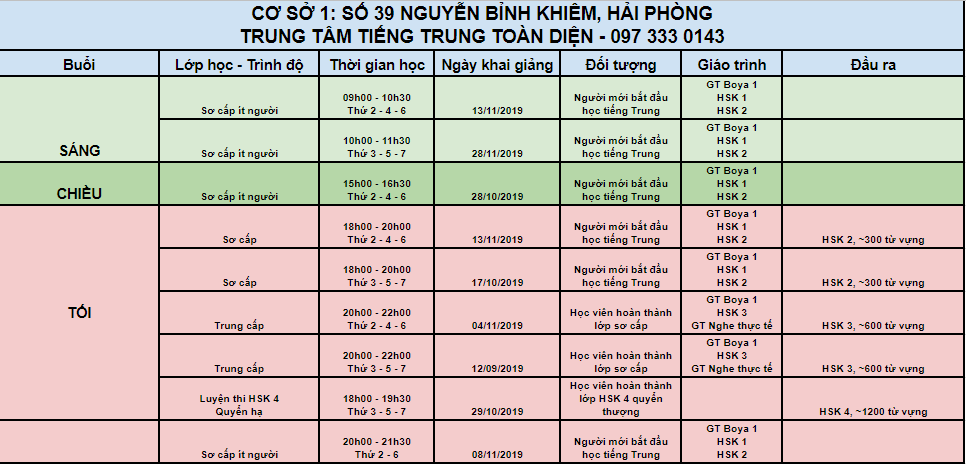 CƠ SỞ 1: SỐ 39 NGUYỄN BỈNH KHIÊM, HẢI PHÒNG
TRUNG TÂM TIẾNG TRUNG TOÀN DIỆN - 097 333 0143
Buổi Lớp học - Trình độ Thời gian học Ngày khai giảng Đối tượng Giáo trình Đầu ra
SÁNG
Sơ cấp ít người
09h00 - 10h30
Thứ 2 - 4 - 6
13/11/2019
Người mới bắt đầu
học tiếng Trung
GT Boya 1
HSK 1
HSK 2
Sơ cấp ít người
10h00 - 11h30
Thứ 3 - 5 - 7
28/11/2019
Người mới bắt đầu
học tiếng Trung
GT Boya 1
HSK 1
HSK 2
CHIỀU
Sơ cấp ít người
15h00 - 16h30
Thứ 2 - 4 - 6
28/10/2019
Người mới bắt đầu
học tiếng Trung
GT Boya 1
HSK 1
HSK 2
TỐI
Sơ cấp
18h00 - 20h00
Thứ 2 - 4 - 6
13/11/2019
Người mới bắt đầu
học tiếng Trung
GT Boya 1
HSK 1
HSK 2
HSK 2, ~300 từ vựng
Sơ cấp
18h00 - 20h00
Thứ 3 - 5 - 7
17/10/2019
Người mới bắt đầu
học tiếng Trung
GT Boya 1
HSK 1
HSK 2
HSK 2, ~300 từ vựng
Trung cấp
20h00 - 22h00
Thứ 2 - 4 - 6
04/11/2019
Học viên hoàn thành
lớp sơ cấp
GT Boya 1
HSK 3
GT Nghe thực tế
HSK 3, ~600 từ vựng
Trung cấp
20h00 - 22h00
Thứ 3 - 5 - 7
12/09/2019
Học viên hoàn thành
lớp sơ cấp
GT Boya 1
HSK 3
GT Nghe thực tế
HSK 3, ~600 từ vựng
Luyện thi HSK 4
Quyển hạ
18h00 - 19h30
Thứ 3 - 5 - 7
29/10/2019
Học viên hoàn thành
lớp HSK 4 quyển
thượng
HSK 4, ~1200 từ vựng
Sơ cấp ít người
20h00 - 21h30
Thứ 2 - 6
08/11/2019
Người mới bắt đầu
học tiếng Trung
GT Boya 1
HSK 1
HSK 2